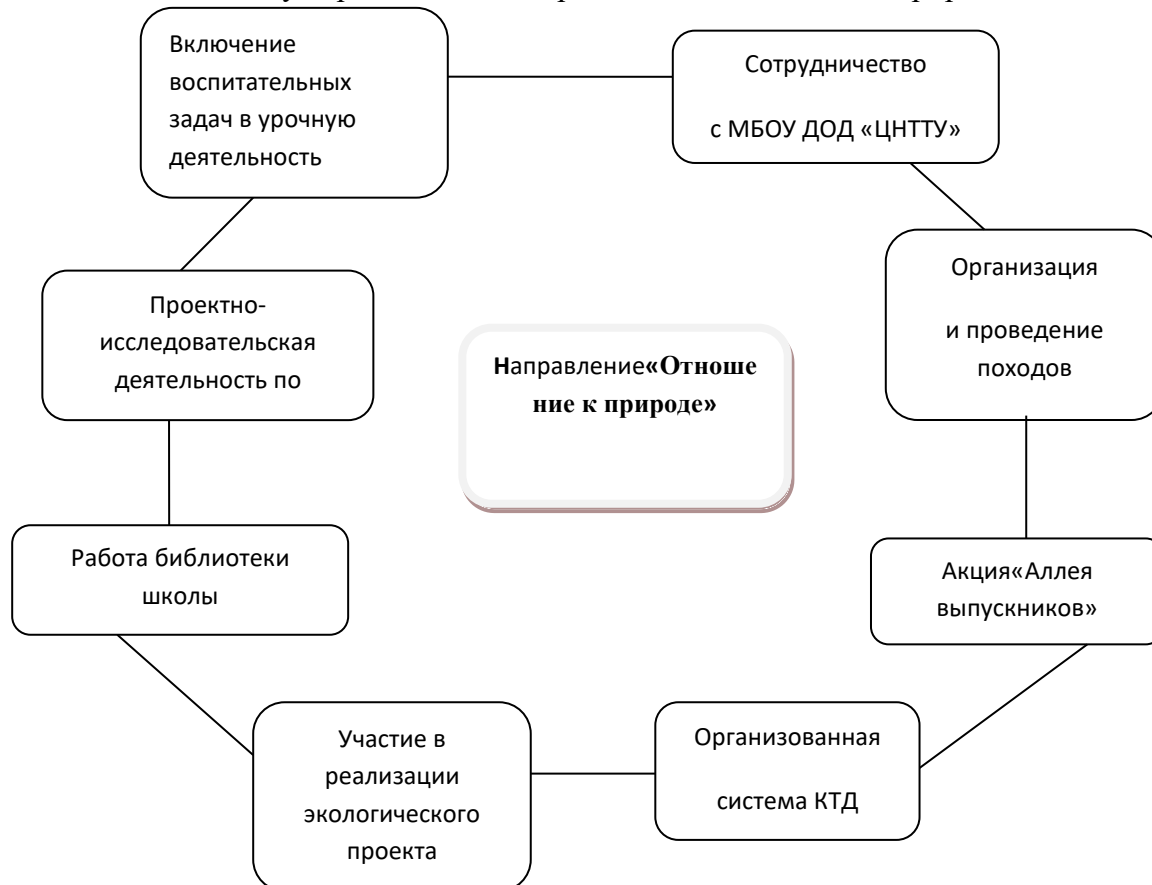 Включение
воспитательных
задач в урочную
деятельность
Сотрудничество
с МБОУ ДОД «ЦНТТУ»
Организация
и проведение
походов
Проектно-
исследовательская
деятельность по
Направление«Отноше
ние к природе»
Работа библиотеки
школы
Акция«Аллея
выпускников»
Участие в
реализации
экологического
проекта
Организованная
система КТД